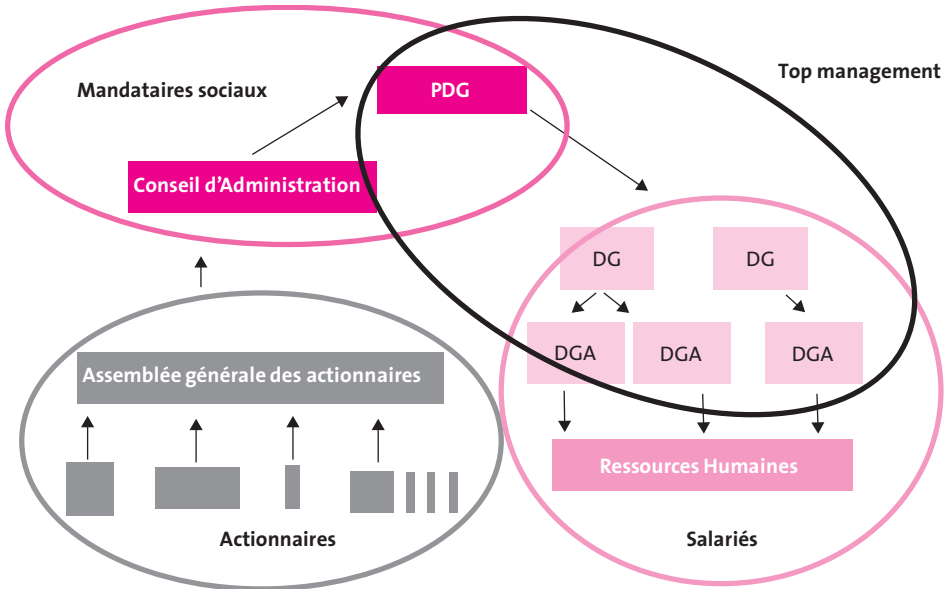 Mandataires sociaux
PDG
Top management
Conseil d’Administration
DG
DG
DGA
DGA
DGA
Assemblée générale des actionnaires
Ressources Humaines
Actionnaires
Salariés